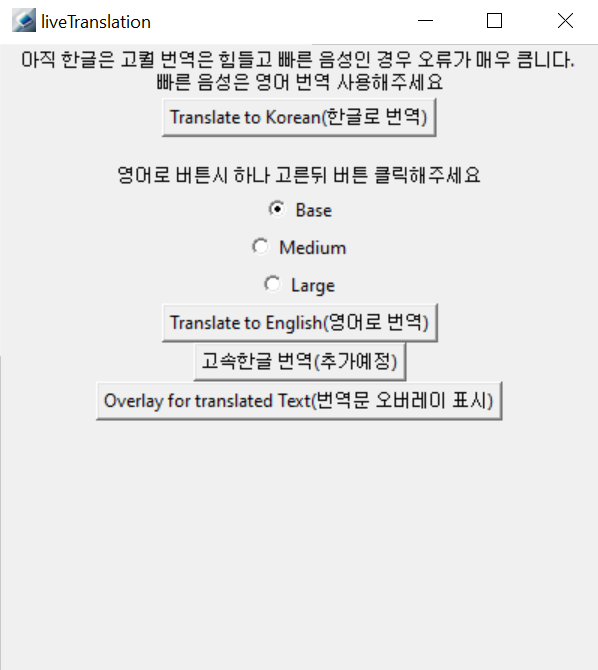 liveTranslation
아직 한글은 고퀄 번역은 힘들고 빠른 음성인 경우 오류가 매우 큽니다.
빠른 음성은 영어 번역 사용해주세요
Translate to Korean(한글로 번역)
영어로 버튼시 하나 고른뒤 버튼 클릭해주세요
Base
Medium
Large
Translate to English(영어로 번역)
고속한글 번역(추가예정)
Overlay for translated Text(번역문 오버레이 표시)